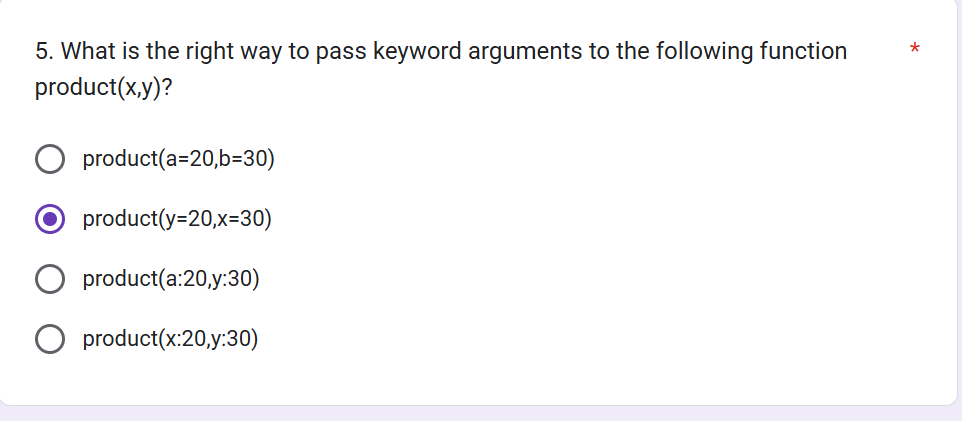 5. What is the right way to pass keyword arguments to the following function *
product(x,y)?
product(a=20,b=30)
product(y=20,x=30)
product(a:20,y:30)
product(x:20,y:30)